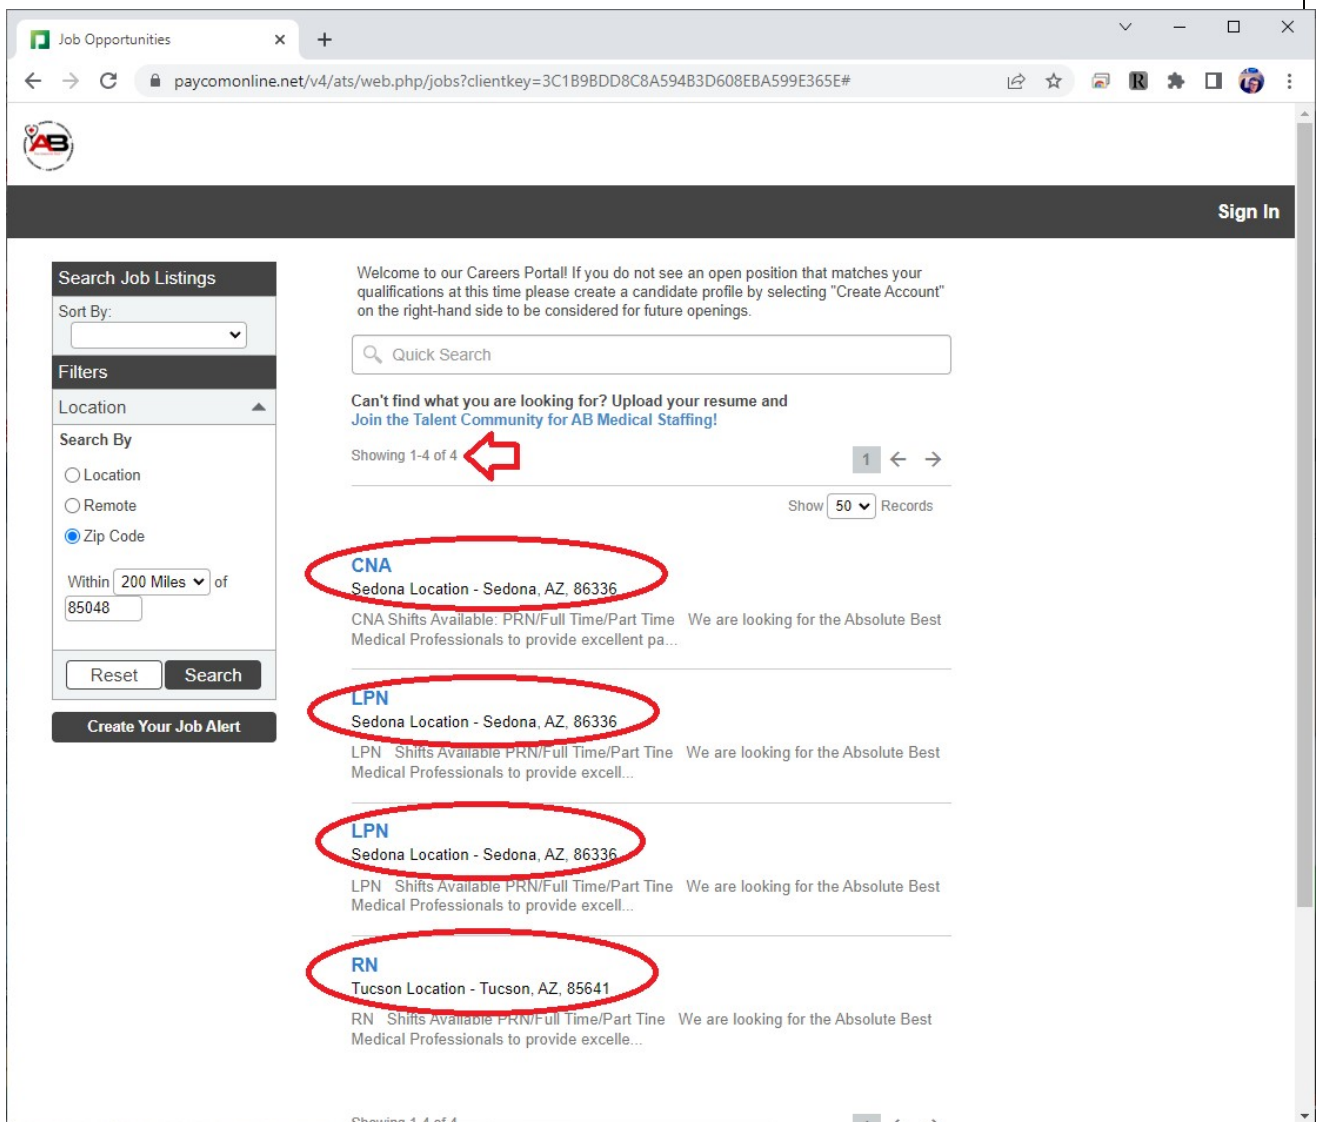 Job Opportunities
paycomonline.net/v4/ats/web.php/jobs?clientkey=3C1B9BDD8C8A594B3D608EBA599E365E#
AB
Sign In
Search Job Listings
Sort By:
Filters
Location
Search By
Location
Remote
Zip Code
Within 200 Miles of
85048
Reset Search
Create Your Job Alert
Welcome to our Careers Portal! If you do not see an open position that matches your
qualifications at this time please create a candidate profile by selecting "Create Account"
on the right-hand side to be considered for future openings.
Quick Search
Can't find what you are looking for? Upload your resume and
Join the Talent Community for AB Medical Staffing!
Showing 1-4 of 4
1
Show 50 Records
CNA
Sedona Location - Sedona, AZ, 86336
CNA Shifts Available: PRN/Full Time/Part Time We are looking for the Absolute Best
Medical Professionals to provide excellent pa...
LPN
Sedona Location - Sedona, AZ, 86336
LPN Shifts Available PRN/Full Time/Part Tine We are looking for the Absolute Best
Medical Professionals to provide excell...
LPN
Sedona Location - Sedona, AZ, 86336
LPN Shifts Available PRN/Full Time/Part Tine We are looking for the Absolute Best
Medical Professionals to provide excell...
RN
Tucson Location - Tucson, AZ, 85641
RN Shifts Available PRN/Full Time/Part Tine We are looking for the Absolute Best
Medical Professionals to provide excelle...
Showing 1-4 of 4